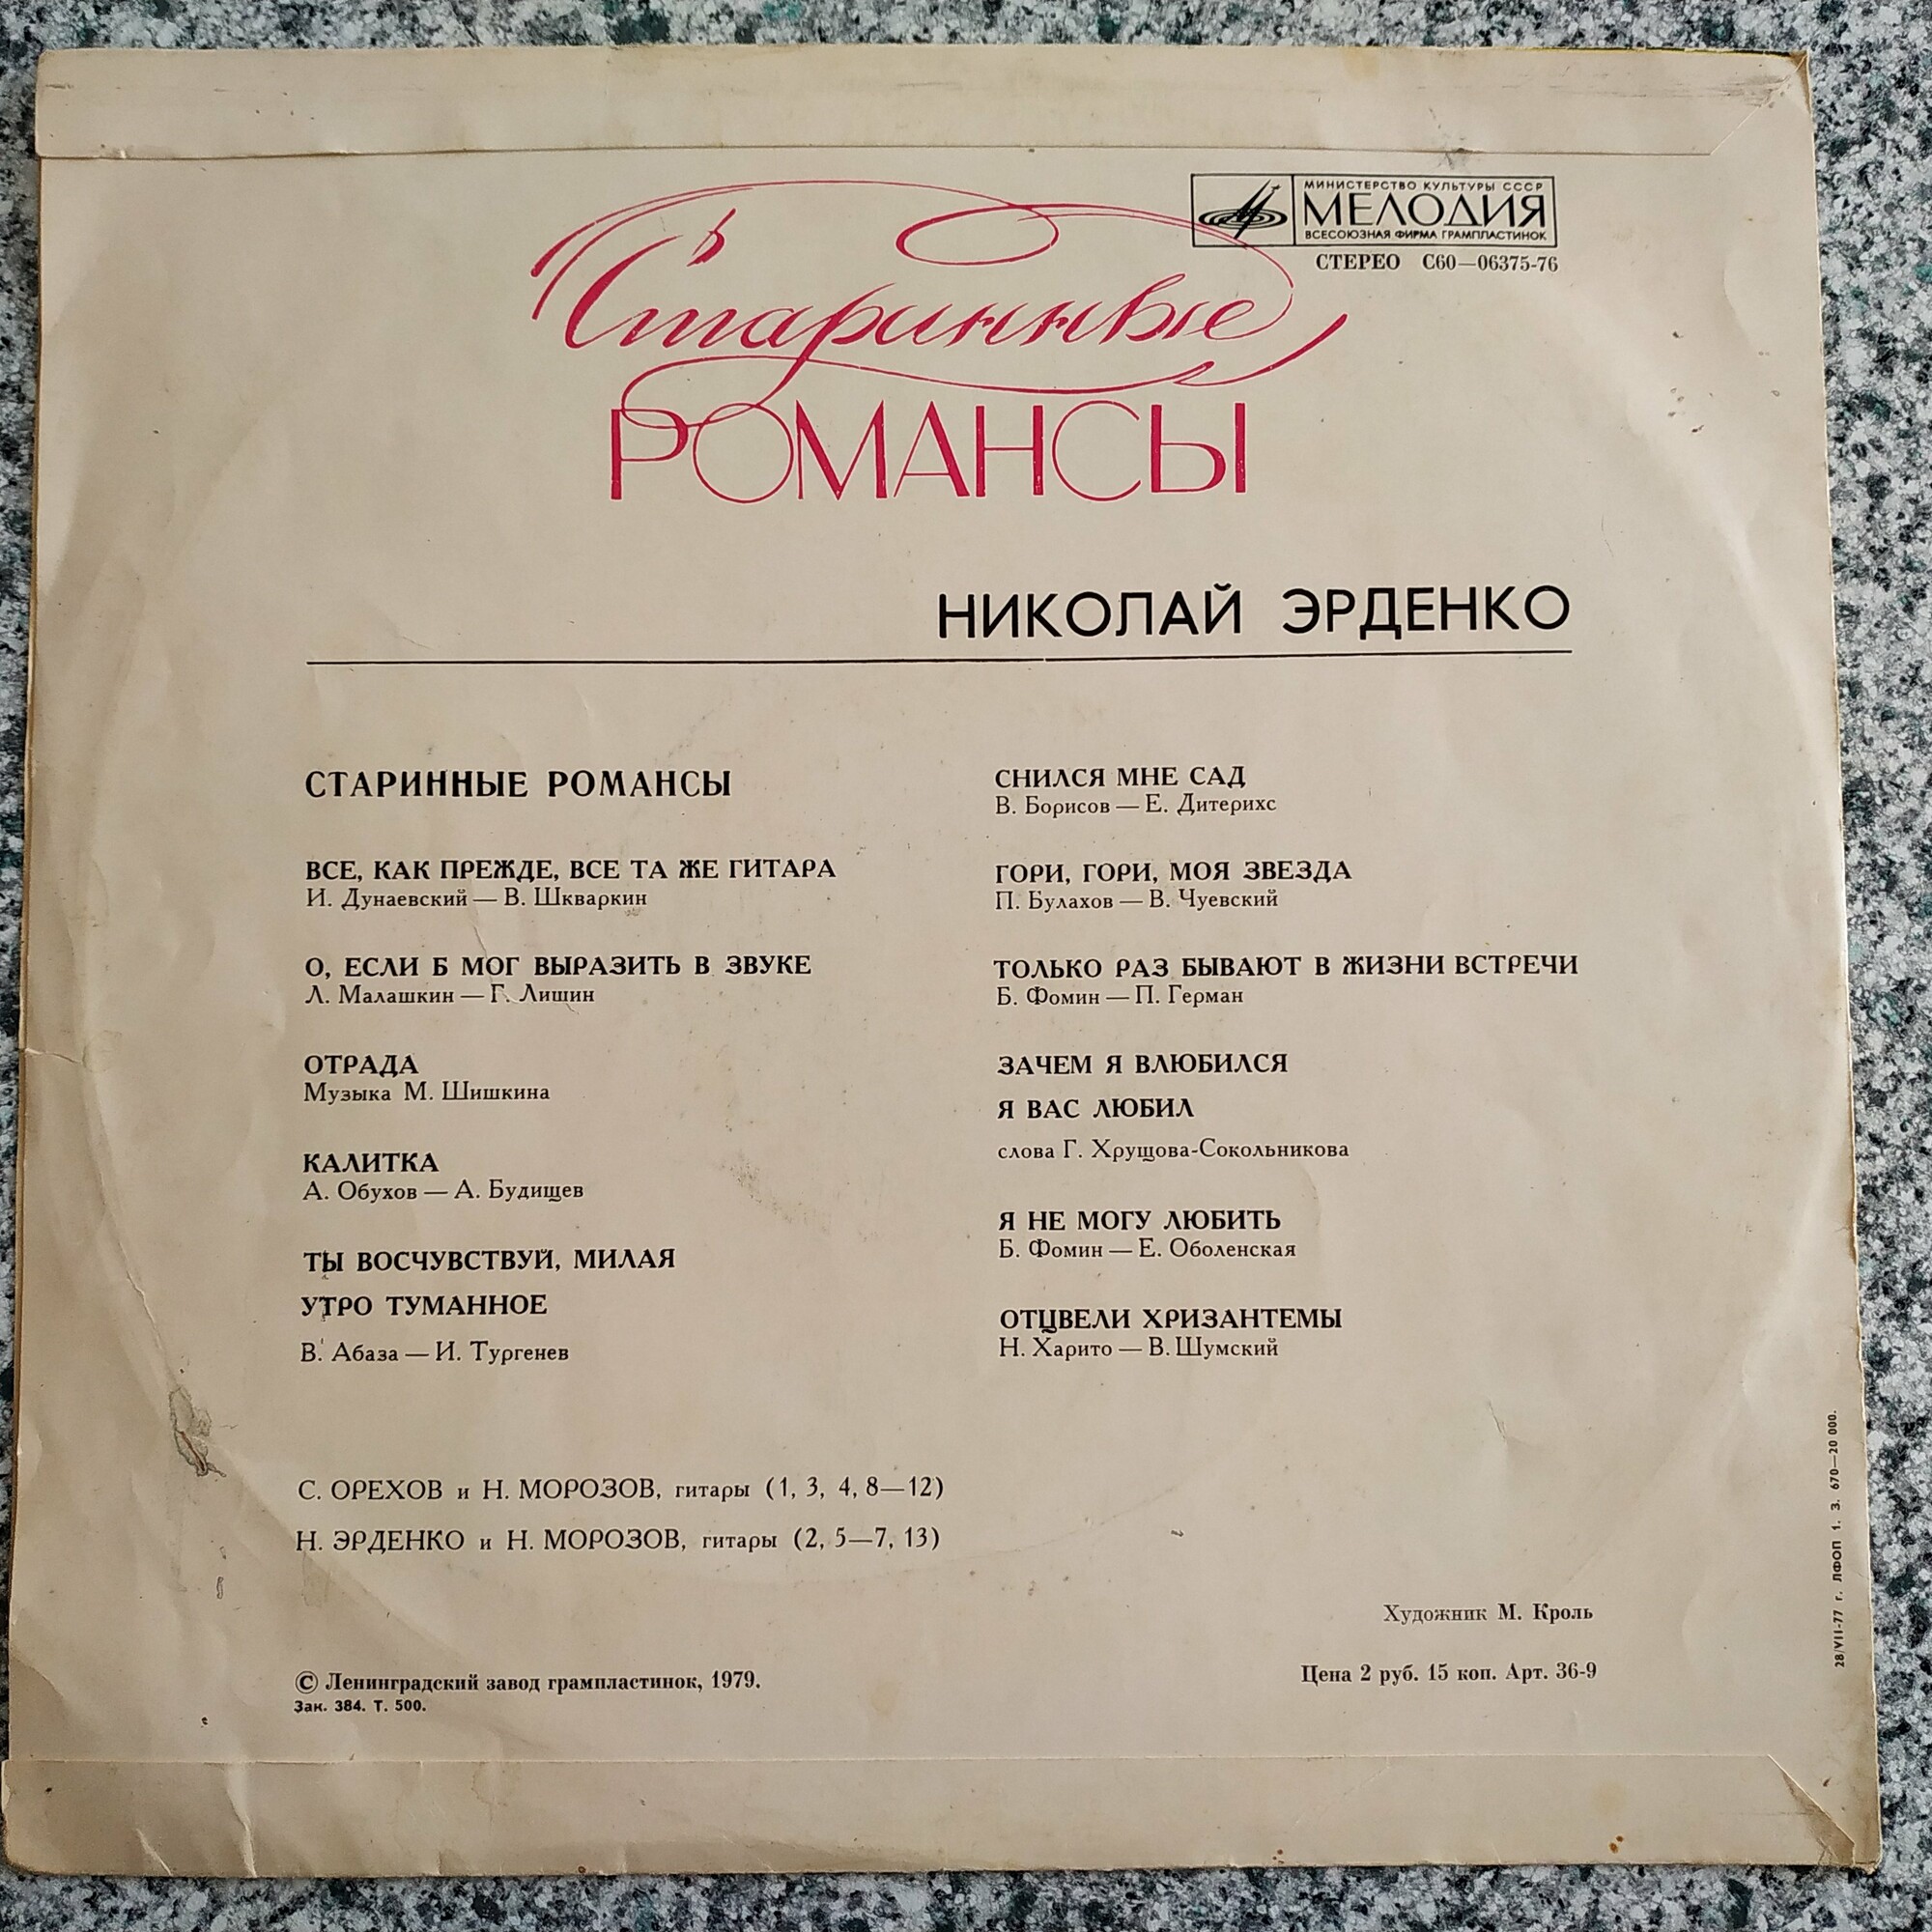 МИНИСТЕРСТВО КУЛЬТУРЫ СССР
МЕЛОДИЯ
ВСЕСОЮЗНАЯ ФИРМА ГРАМПЛАСТИНОК
СТЕРЕО С60—06375-76
Старинные
РОМАНСЫ
НИКОЛАЙ ЭРДЕНКО
СТАРИННЫЕ РОМАНСЫ
ВСЕ, КАК ПРЕЖДЕ, ВСЕ ТА ЖЕ ГИТАРА
И. Дунаевский — В. Шкваркин
О, ЕСЛИ Б МОГ ВЫРАЗИТЬ В ЗВУКЕ
Л. Малашкин — Г. Лишин
ОТРАДА
Музыка М. Шишкина
КАЛИТКА
А. Обухов — А. Будищев
ТЫ ВОСЧУВСТВУЙ, МИЛАЯ
УТРО ТУМАННОЕ
В. Абаза — И. Тургенев
СНИЛСЯ МНЕ САД
В. Борисов — Е. Дитерихс
ГОРИ, ГОРИ, МОЯ ЗВЕЗДА
П. Булахов — В. Чуевский
ТОЛЬКО РАЗ БЫВАЮТ В ЖИЗНИ ВСТРЕЧИ
Б. Фомин — П. Герман
ЗАЧЕМ Я ВЛЮБИЛСЯ
Я ВАС ЛЮБИЛ
слова Г. Хрущова-Сокольникова
Я НЕ МОГУ ЛЮБИТЬ
Б. Фомин — Е. Оболенская
ОТЦВЕЛИ ХРИЗАНТЕМЫ
Н. Харито — В. Шумский
С. ОРЕХОВ и Н. МОРОЗОВ, гитары (1, 3, 4, 8—12)
Н. ЭРДЕНКО и Н. МОРОЗОВ, гитары (2, 5—7, 13)
Художник М. Кроль
© Ленинградский завод грампластинок, 1979.
Зак. 384. Т. 500.
Цена 2 руб. 15 коп. Арт. 36-9
28/VII-77 г. ЛФОП 1. З. 670—20 000.